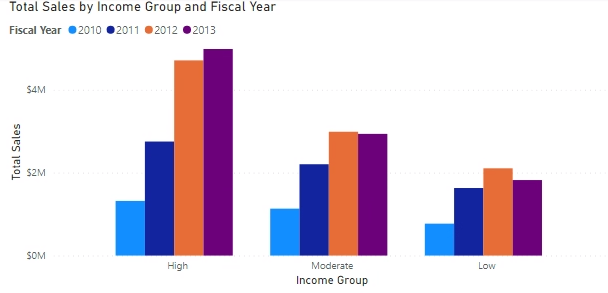 Total Sales by Income Group and Fiscal Year
Fiscal Year 2010 2011 2012 2013
$4M
$2M
$0M
Total Sales
High Moderate Low
Income Group